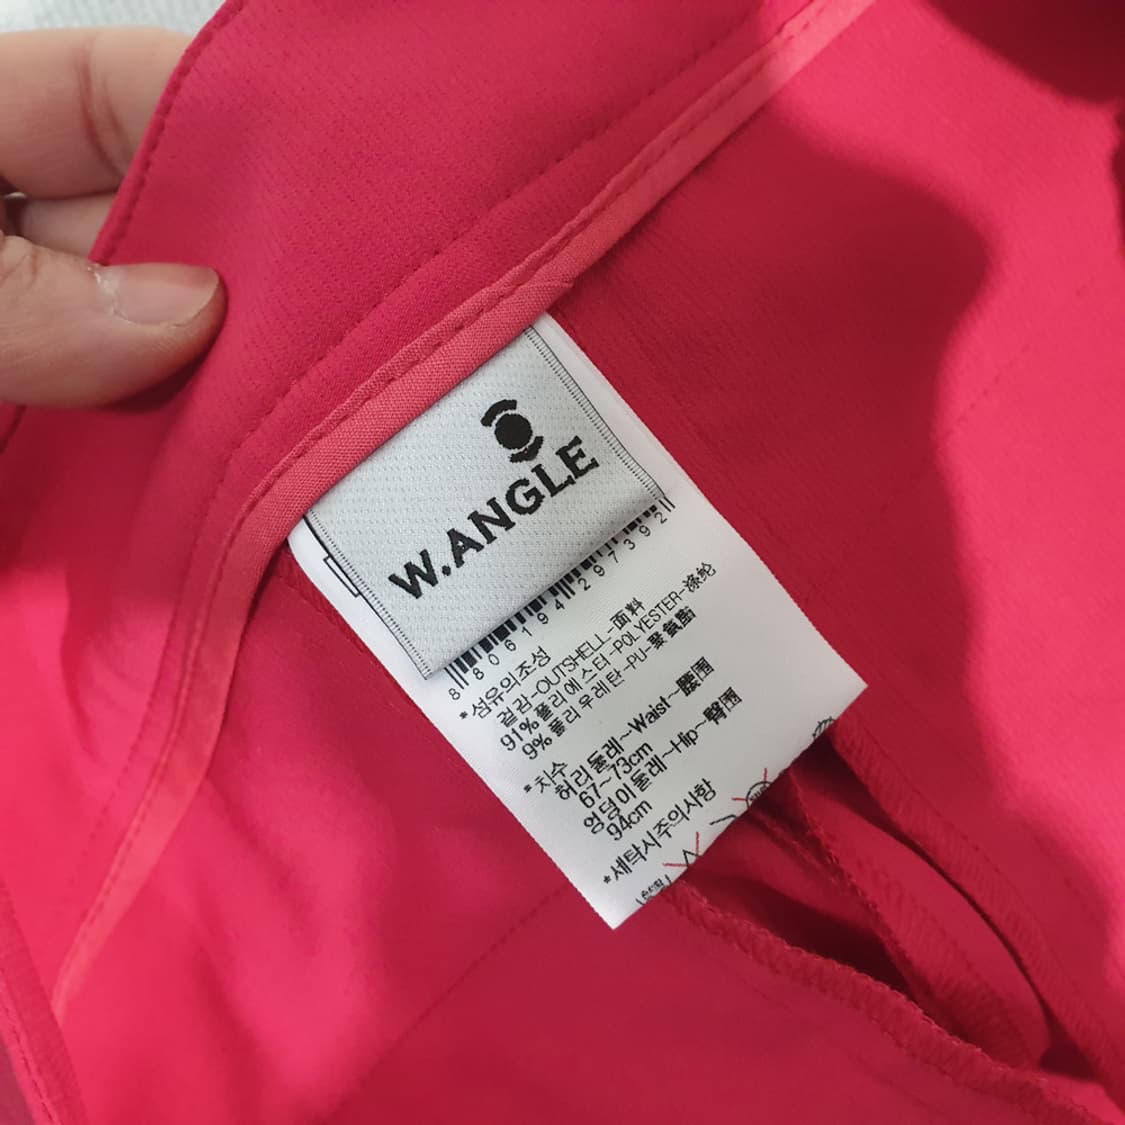 W.ANGLE
8 806194 297392
*섬유의조성
겉감-OUTSHELL-面料
91% 폴리에스터-POLYESTER-涤纶
9% 폴리우레탄-PU-聚氨酯
*치수
허리둘레~Waist~腰围
67~73cm
엉덩이둘레~Hip~臀围
94cm
*세탁시주의사항